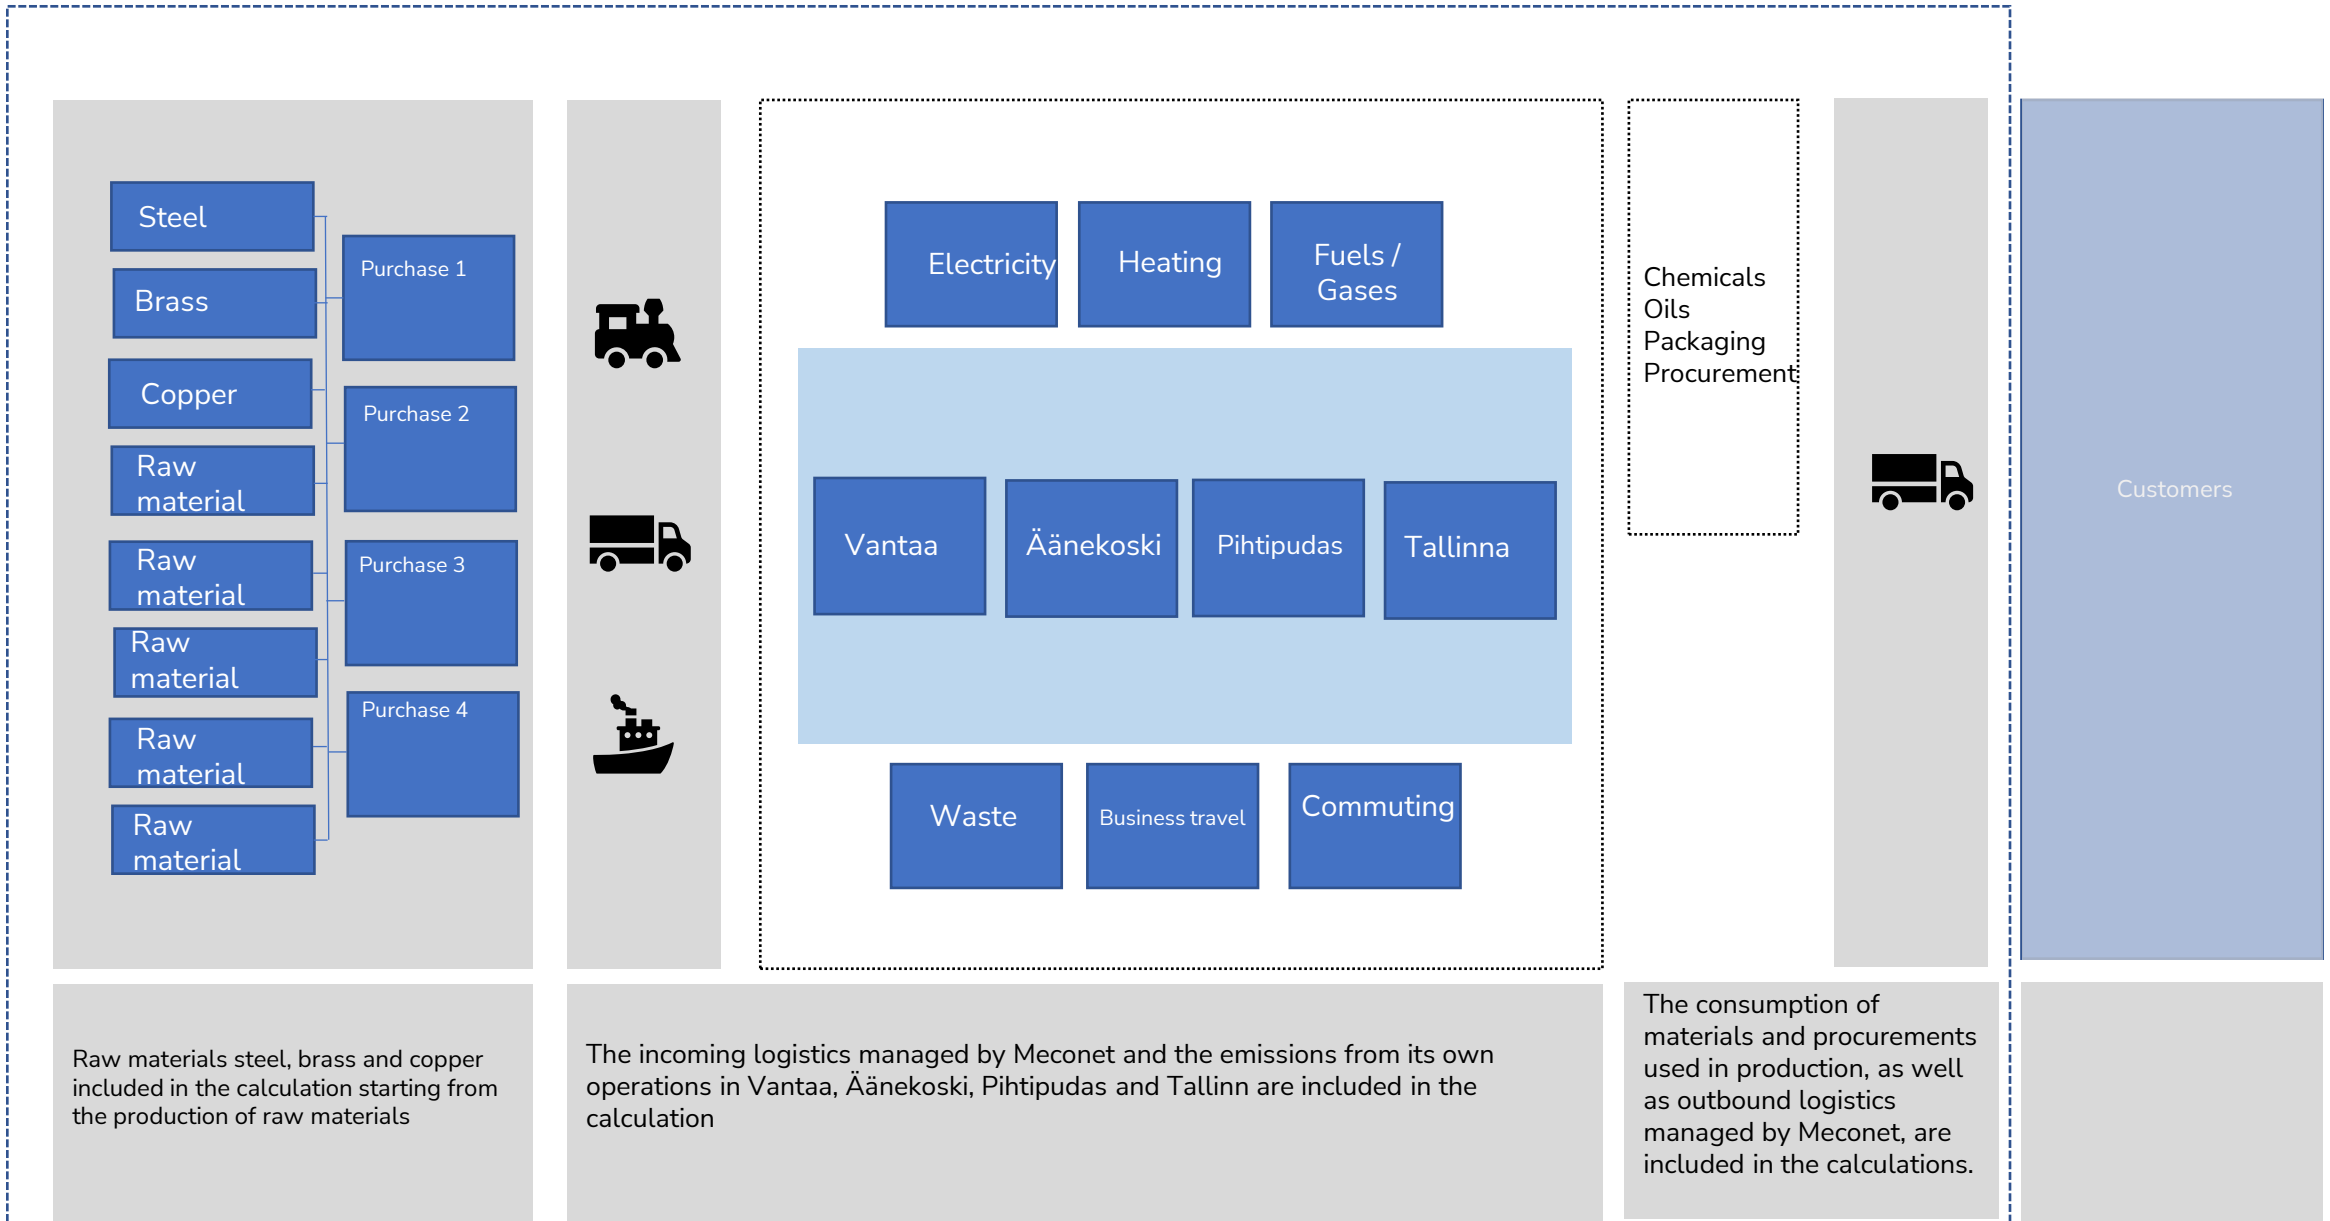 Steel
Brass
Copper
Raw
material
Raw
material
Raw
material
Raw
material
Raw
material
Purchase 1
Purchase 2
Purchase 3
Purchase 4
Electricity
Heating
Fuels /
Gases
Vantaa
Äänekoski
Pihtipudas
Tallinna
Waste
Business travel
Commuting
Chemicals
Oils
Packaging
Procurement
Customers
Raw materials steel, brass and copper
included in the calculation starting from
the production of raw materials
The incoming logistics managed by Meconet and the emissions from its own
operations in Vantaa, Äänekoski, Pihtipudas and Tallinn are included in the
calculation
The consumption of
materials and procurements
used in production, as well
as outbound logistics
managed by Meconet, are
included in the calculations.